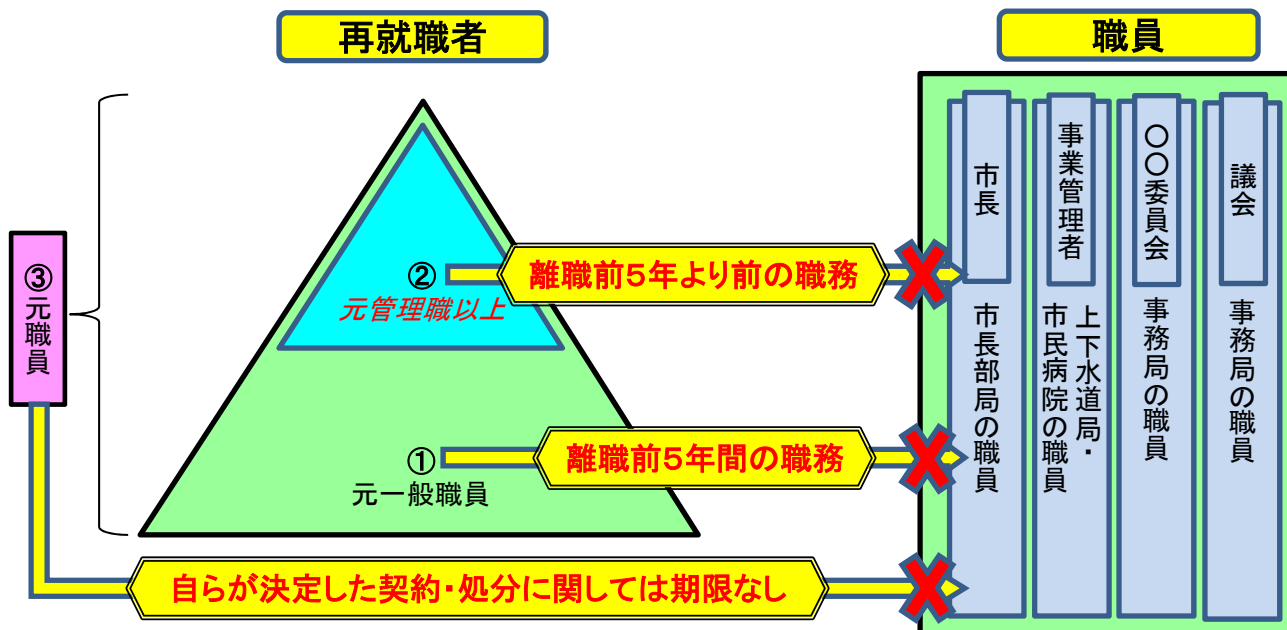 再就職者
職員
③元職員
②
元管理職以上
離職前5年より前の職務
①
元一般職員
離職前5年間の職務
自らが決定した契約・処分に関しては期限なし
市長
市長部局の職員
事業管理者
上下水道局・
市民病院の職員
〇〇委員会
事務局の職員
議会
事務局の職員